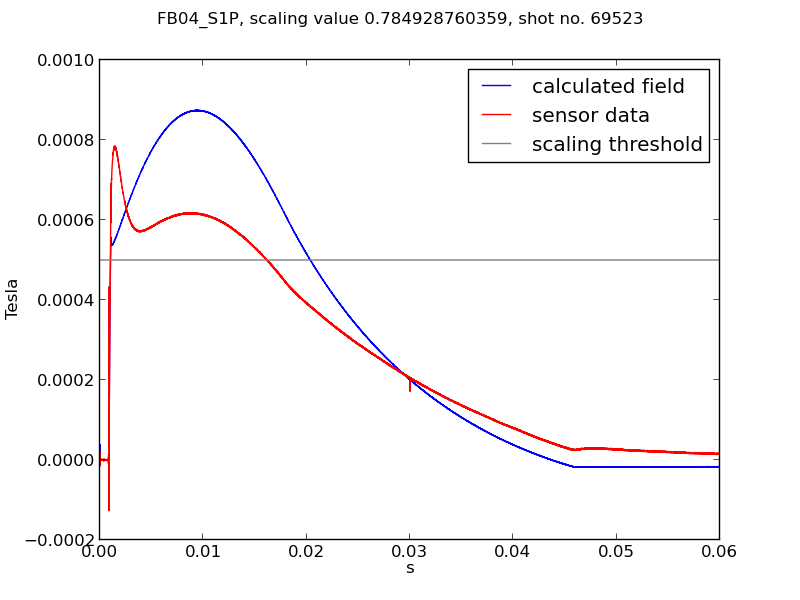 FB04_S1P, scaling value 0.784928760359, shot no. 69523
calculated field
sensor data
scaling threshold
Tesla
0.0010
0.0008
0.0006
0.0004
0.0002
0.0000
−0.0002
0.00 0.01 0.02 0.03 0.04 0.05 0.06
s